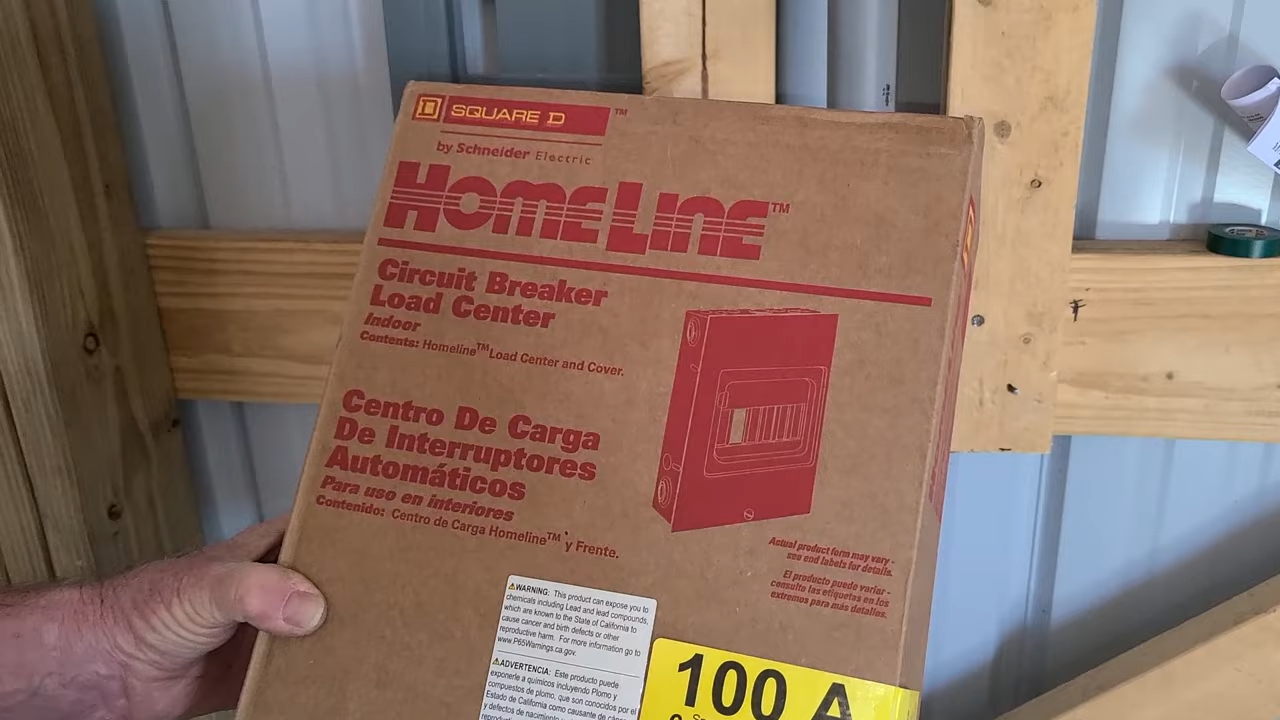 SQUARE D™
by Schneider Electric
HOMELINE™
Circuit Breaker
Load Center
Indoor
Contents: Homeline™ Load Center and Cover.
Centro De Carga
De Interruptores
Automáticos
Para uso en interiores
Contenido: Centro de Carga Homeline™ y Frente.
Actual product form may vary -
see end labels for details.
El producto puede variar -
consulte las etiquetas en los
extremos para más detalles.
⚠WARNING: This product can expose you to
chemicals including Lead and lead compounds,
which are known to the State of California to
cause cancer and birth defects or other
reproductive harm. For more information go to
www.P65Warnings.ca.gov.
⚠ADVERTENCIA: Este producto puede
exponerle a químicos incluyendo Plomo y
compuestos de plomo, que son conocidos por el
Estado de California como causante de cáncer
y defectos de nacimiento
100 A